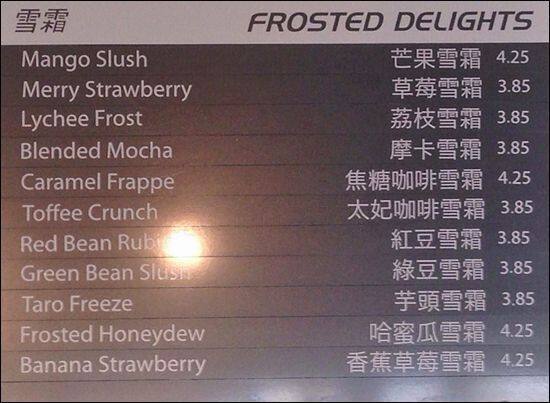 雪霜 FROSTED DELIGHTS
Mango Slush 芒果雪霜 4.25
Merry Strawberry 草莓雪霜 3.85
Lychee Frost 荔枝雪霜 3.85
Blended Mocha 摩卡雪霜 3.85
Caramel Frappe 焦糖咖啡雪霜 4.25
Toffee Crunch 太妃咖啡雪霜 3.85
Red Bean 紅豆雪霜 3.85
Green Bean Slush 綠豆雪霜 3.85
Taro Freeze 芋頭雪霜 3.85
Frosted Honeydew 哈蜜瓜雪霜 4.25
Banana Strawberry 香蕉草莓雪霜 4.25